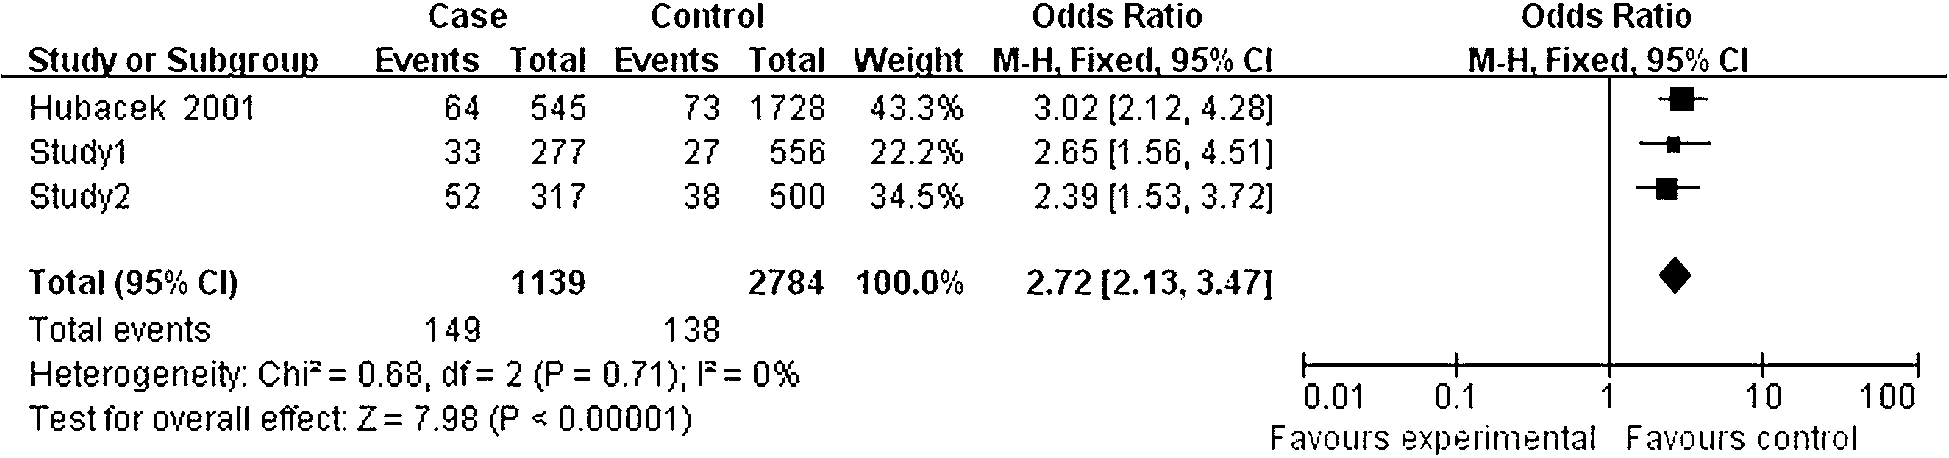 Case Control Odds Ratio Odds Ratio
Study or Subgroup Events Total Events Total Weight M-H, Fixed, 95% CI M-H, Fixed, 95% CI
Hubacek 2001 64 545 73 1728 43.3% 3.02 [2.12, 4.28]
Study1 33 277 27 556 22.2% 2.65 [1.56, 4.51]
Study2 52 317 38 500 34.5% 2.39 [1.53, 3.72]
Total (95% CI) 1139 2784 100.0% 2.72 [2.13, 3.47]
Total events 149 138
Heterogeneity: Chi² = 0.68, df = 2 (P = 0.71); I² = 0%
Test for overall effect: Z = 7.98 (P < 0.00001)
0.01 0.1 1 10 100
Favours experimental Favours control